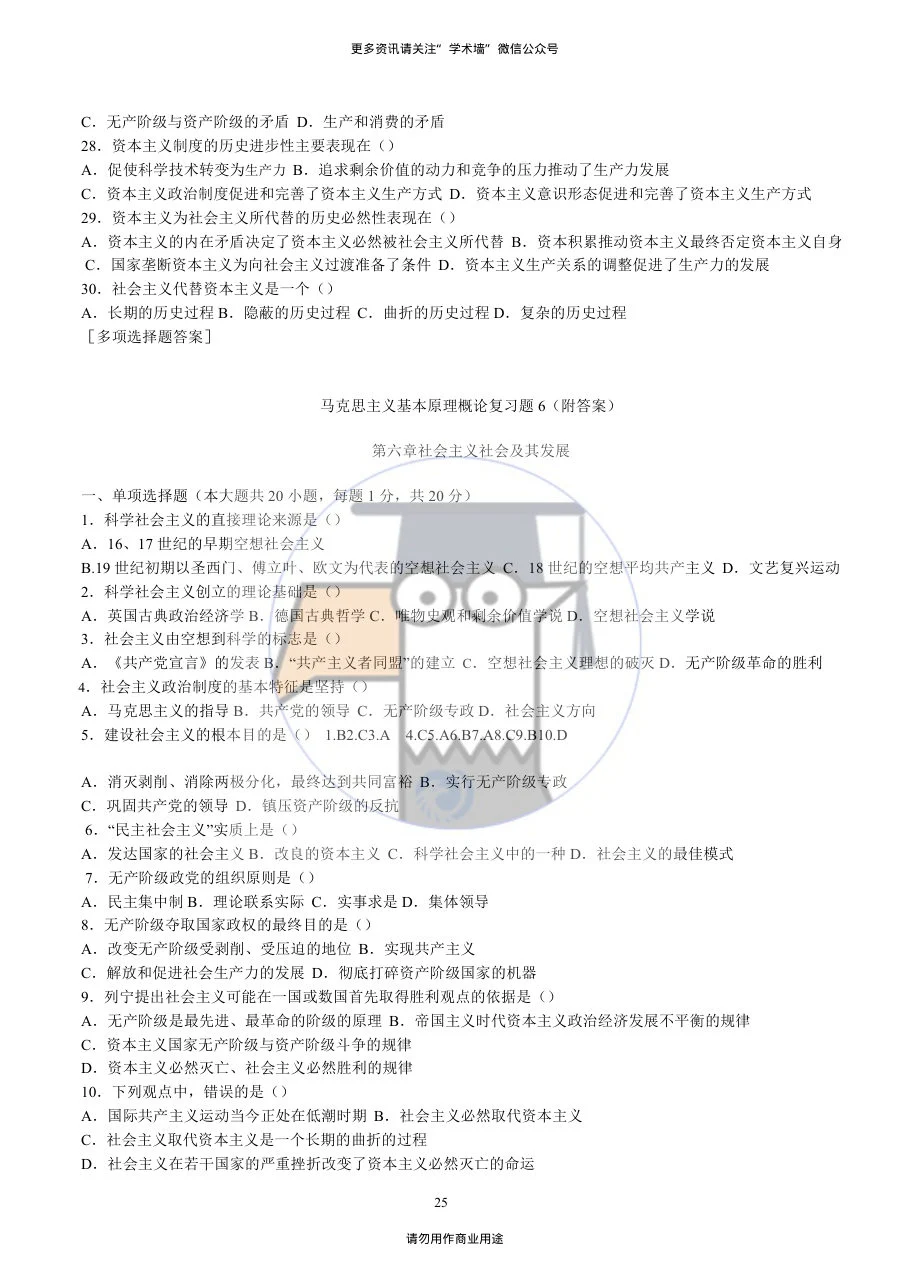 更多资讯请关注“学术墙”微信公众号
C．无产阶级与资产阶级的矛盾 D．生产和消费的矛盾
28．资本主义制度的历史进步性主要表现在（）
A．促使科学技术转变为生产力 B．追求剩余价值的动力和竞争的压力推动了生产力发展
C．资本主义政治制度促进和完善了资本主义生产方式 D．资本主义意识形态促进和完善了资本主义生产方式
29．资本主义为社会主义所代替的历史必然性表现在（）
A．资本主义的内在矛盾决定了资本主义必然被社会主义所代替 B．资本积累推动资本主义最终否定资本主义自身
C．国家垄断资本主义为向社会主义过渡准备了条件 D．资本主义生产关系的调整促进了生产力的发展
30．社会主义代替资本主义是一个（）
A．长期的历史过程 B．隐蔽的历史过程 C．曲折的历史过程 D．复杂的历史过程
［多项选择题答案］
马克思主义基本原理概论复习题 6（附答案）
第六章社会主义社会及其发展
一、单项选择题（本大题共 20 小题，每题 1 分，共 20 分）
1．科学社会主义的直接理论来源是（）
A．16、17 世纪的早期空想社会主义
B.19 世纪初期以圣西门、傅立叶、欧文为代表的空想社会主义 C．18 世纪的空想平均共产主义 D．文艺复兴运动
2．科学社会主义创立的理论基础是（）
A．英国古典政治经济学 B．德国古典哲学 C．唯物史观和剩余价值学说 D．空想社会主义学说
3．社会主义由空想到科学的标志是（）
A．《共产党宣言》的发表 B．“共产主义者同盟”的建立 C．空想社会主义理想的破灭 D．无产阶级革命的胜利
4．社会主义政治制度的基本特征是坚持（）
A．马克思主义的指导 B．共产党的领导 C．无产阶级专政 D．社会主义方向
5．建设社会主义的根本目的是（） 1.B2.C3.A 4.C5.A6.B7.A8.C9.B10.D
A．消灭剥削、消除两极分化，最终达到共同富裕 B．实行无产阶级专政
C．巩固共产党的领导 D．镇压资产阶级的反抗
6．“民主社会主义”实质上是（）
A．发达国家的社会主义 B．改良的资本主义 C．科学社会主义中的一种 D．社会主义的最佳模式
7．无产阶级政党的组织原则是（）
A．民主集中制 B．理论联系实际 C．实事求是 D．集体领导
8．无产阶级夺取国家政权的最终目的是（）
A．改变无产阶级受剥削、受压迫的地位 B．实现共产主义
C．解放和促进社会生产力的发展 D．彻底打碎资产阶级国家的机器
9．列宁提出社会主义可能在一国或数国首先取得胜利观点的依据是（）
A．无产阶级是最先进、最革命的阶级的原理 B．帝国主义时代资本主义政治经济发展不平衡的规律
C．资本主义国家无产阶级与资产阶级斗争的规律
D．资本主义必然灭亡、社会主义必然胜利的规律
10．下列观点中，错误的是（）
A．国际共产主义运动当今正处在低潮时期 B．社会主义必然取代资本主义
C．社会主义取代资本主义是一个长期的曲折的过程
D．社会主义在若干国家的严重挫折改变了资本主义必然灭亡的命运
25
请勿用作商业用途